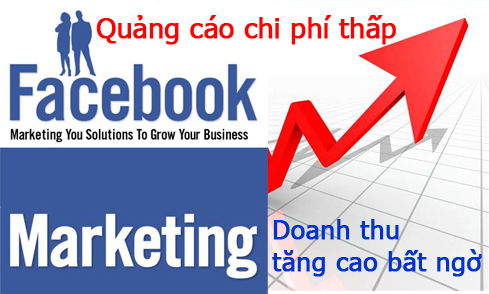 Quảng cáo chi phí thấp
Facebook
Marketing You Solutions To Grow Your Business
Marketing
Doanh thu
tăng cao bất ngờ